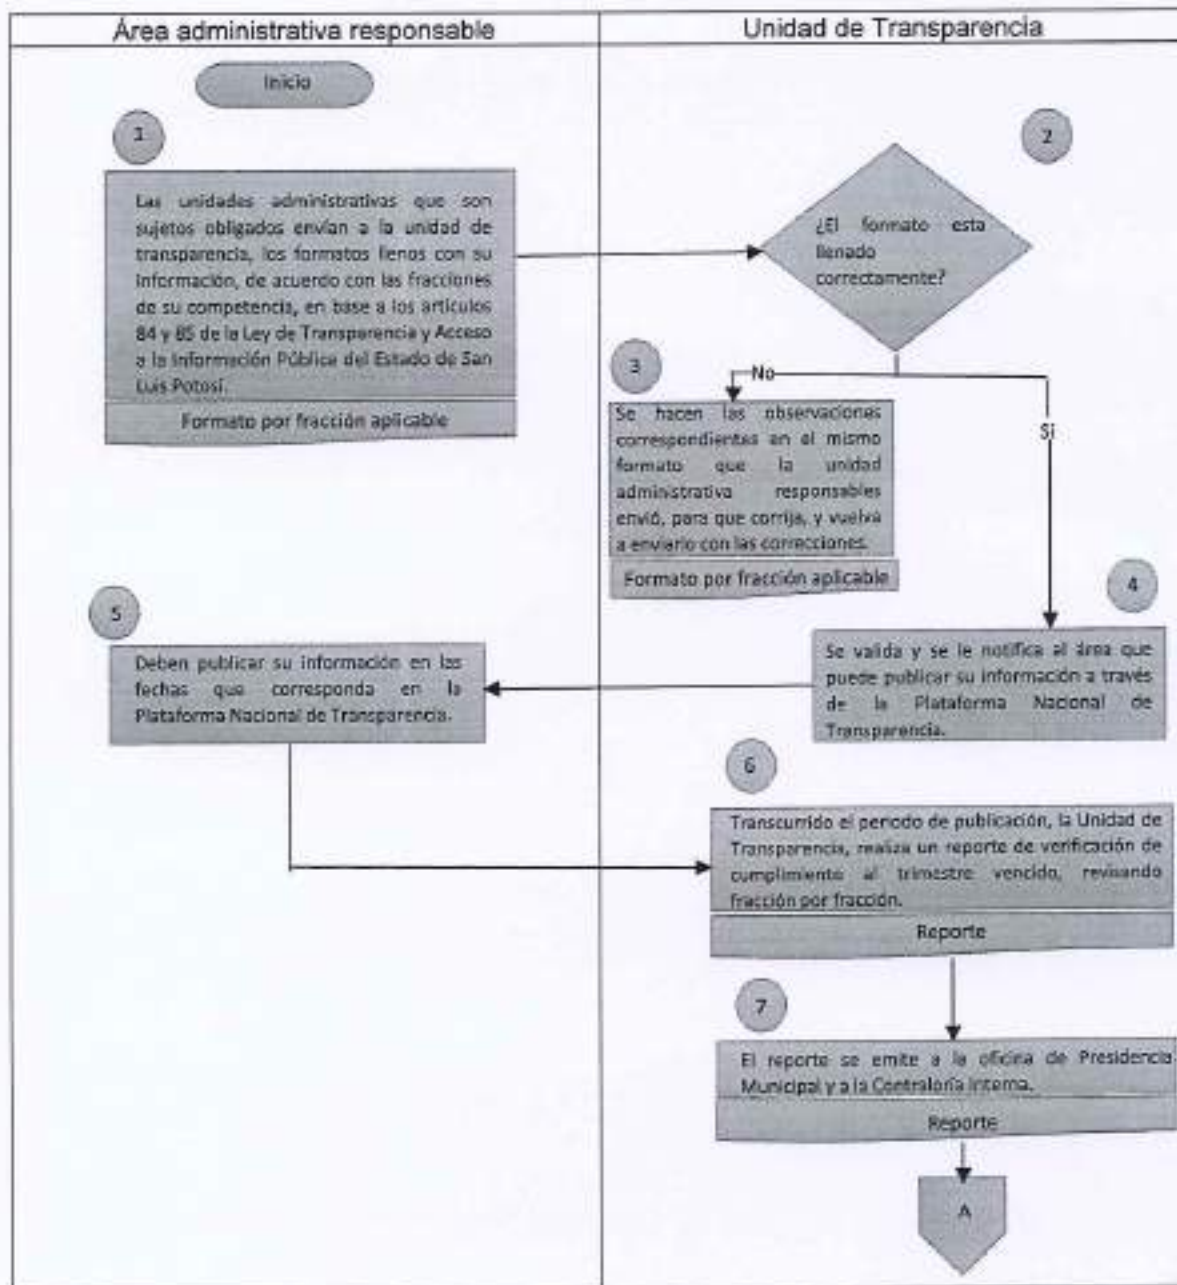 Área administrativa responsable
Unidad de Transparencia
Inicio
1
Las unidades administrativas que son
sujetos obligados envían a la unidad de
transparencia, los formatos llenos con su
información, de acuerdo con las fracciones
de su competencia, en base a los artículos
84 y 85 de la Ley de Transparencia y Acceso
a la Información Pública del Estado de San
Luis Potosí.
Formato por fracción aplicable
2
¿El formato esta
llenado
correctamente?
No
Si
3
Se hacen las observaciones
correspondientes en el mismo
formato que la unidad
administrativa responsables
envió, para que corrija, y vuelva
a enviarlo con las correcciones.
Formato por fracción aplicable
4
Se valida y se le notifica al área que
puede publicar su información a través
de la Plataforma Nacional de
Transparencia.
5
Deben publicar su información en las
fechas que corresponda en la
Plataforma Nacional de Transparencia.
6
Transcurrido el periodo de publicación, la Unidad de
Transparencia, realiza un reporte de verificación de
cumplimiento al trimestre vencido, revisando
fracción por fracción.
Reporte
7
El reporte se emite a la oficina de Presidencia
Municipal y a la Contraloría Interna.
Reporte
A